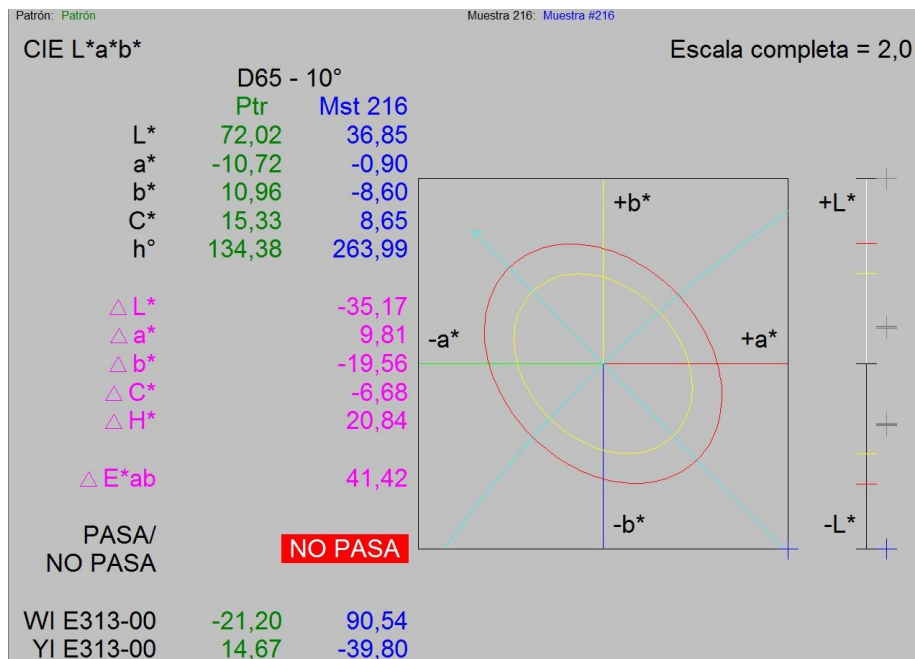 Patrón: Patrón Muestra 216: Muestra #216
CIE L*a*b* Escala completa = 2,0
D65 - 10°
Ptr Mst 216
L* 72,02 36,85
a* -10,72 -0,90
b* 10,96 -8,60
C* 15,33 8,65
h° 134,38 263,99
△ L* -35,17
△ a* 9,81
△ b* -19,56
△ C* -6,68
△ H* 20,84
△ E*ab 41,42
PASA/
NO PASA NO PASA
WI E313-00 -21,20 90,54
YI E313-00 14,67 -39,80
+b* +L*
-a* +a*
-b* -L*